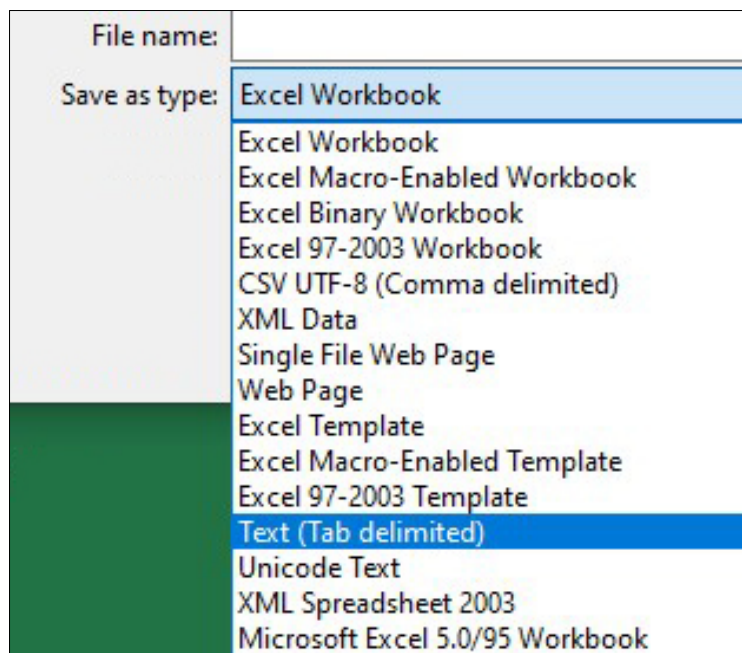 File name:
Save as type: Excel Workbook
Excel Workbook
Excel Macro-Enabled Workbook
Excel Binary Workbook
Excel 97-2003 Workbook
CSV UTF-8 (Comma delimited)
XML Data
Single File Web Page
Web Page
Excel Template
Excel Macro-Enabled Template
Excel 97-2003 Template
Text (Tab delimited)
Unicode Text
XML Spreadsheet 2003
Microsoft Excel 5.0/95 Workbook